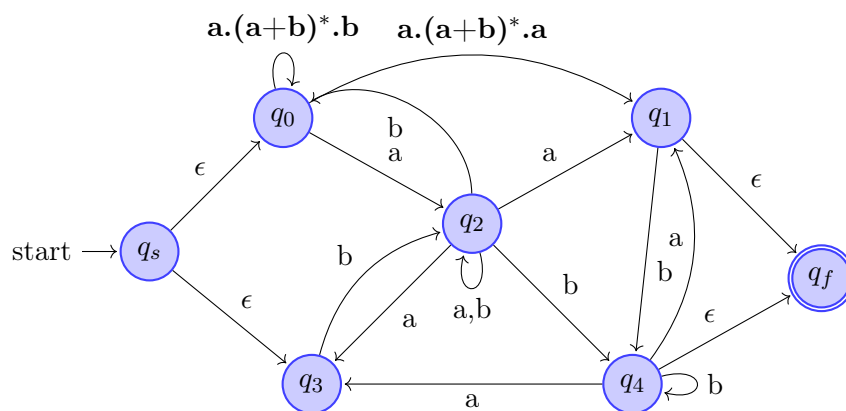 a.(a+b)*.b a.(a+b)*.a
q0 q1
b
a
ϵ a ϵ
q2
start qs
b a
b qf
a,b b ϵ
ϵ a
q3 q4 b
a